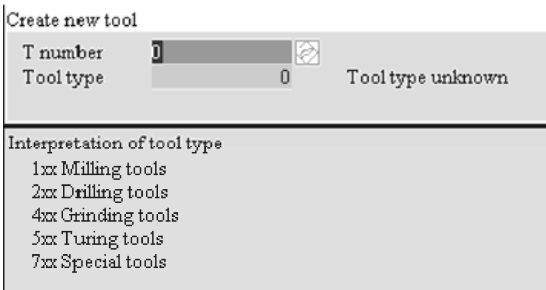 Create new tool
T number 0
Tool type 0 Tool type unknown
Interpretation of tool type
1xx Milling tools
2xx Drilling tools
4xx Grinding tools
5xx Turing tools
7xx Special tools